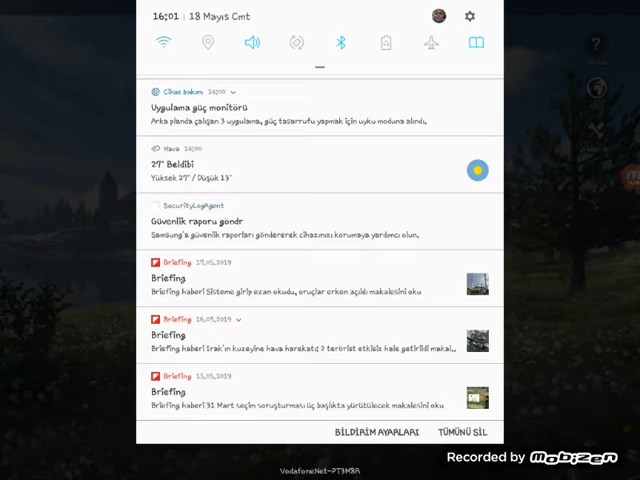 16:01 | 18 Mayıs Cmt
Cihaz bakımı 16:00
Uygulama güç monitörü
Arka planda çalışan 3 uygulama, güç tasarrufu yapmak için uyku moduna alındı.
Hava 16:00
27° Beldibi
Yüksek 27° / Düşük 13°
SecurityLogAgent
Güvenlik raporu göndr
Samsung'a güvenlik raporları göndererek cihazınızı korumaya yardımcı olun.
Briefing 17.05.2019
Briefing
Briefing haberi Sisteme girip ezan okudu, oruçlar erken açıldı makalesini oku
Briefing 16.05.2019
Briefing
Briefing haberi Irak'ın kuzeyine hava harekatı: 2 terörist etkisiz hale getirildi makal...
Briefing 15.05.2019
Briefing
Briefing haberi 31 Mart seçim soruşturması üç başlıkta yürütülecek makalesini oku
BİLDİRİM AYARLARI TÜMÜNÜ SİL
Recorded by Mobizen
VodafoneNet-PT3M8R